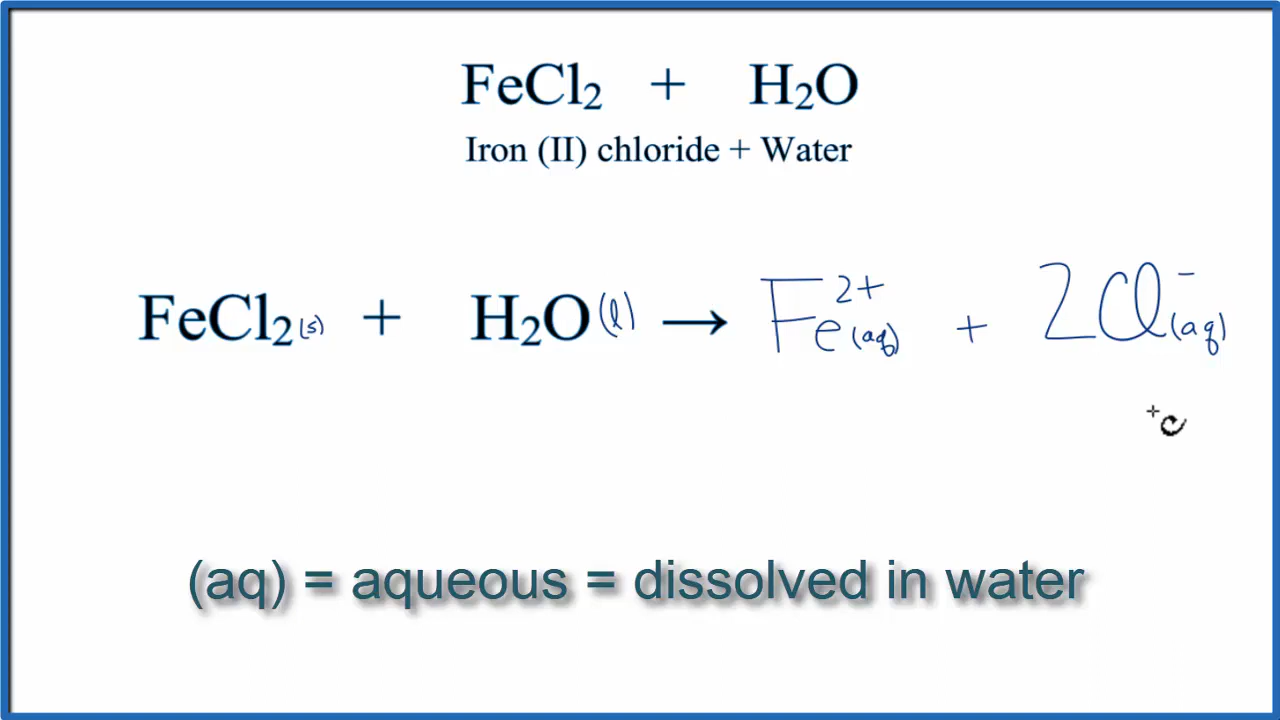 FeCl₂ + H₂O
Iron (II) chloride + Water
FeCl₂(s) + H₂O(l) → Fe²⁺(aq) + 2Cl⁻(aq)
(aq) = aqueous = dissolved in water